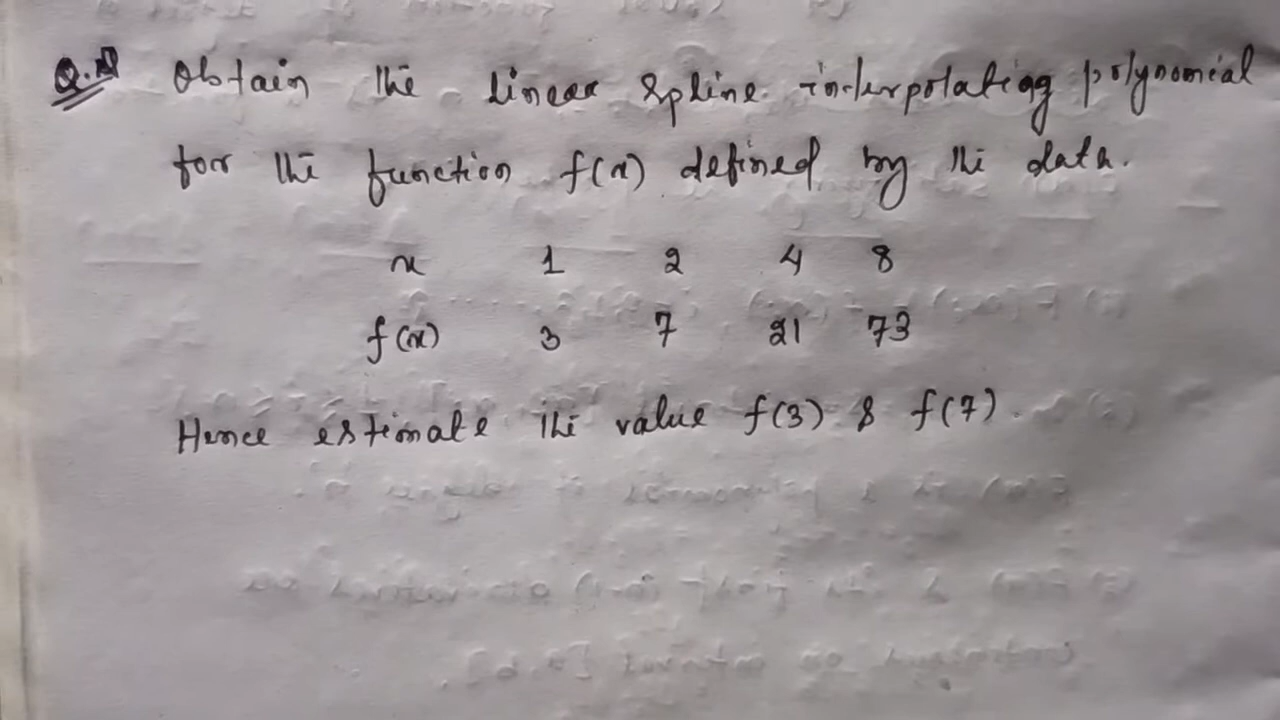 Obtain the linear spline interpolating polynomial
for the function f(x) defined by the data.
x 1 2 4 8
f(x) 3 7 21 73
Hence estimate the value f(3) & f(7).